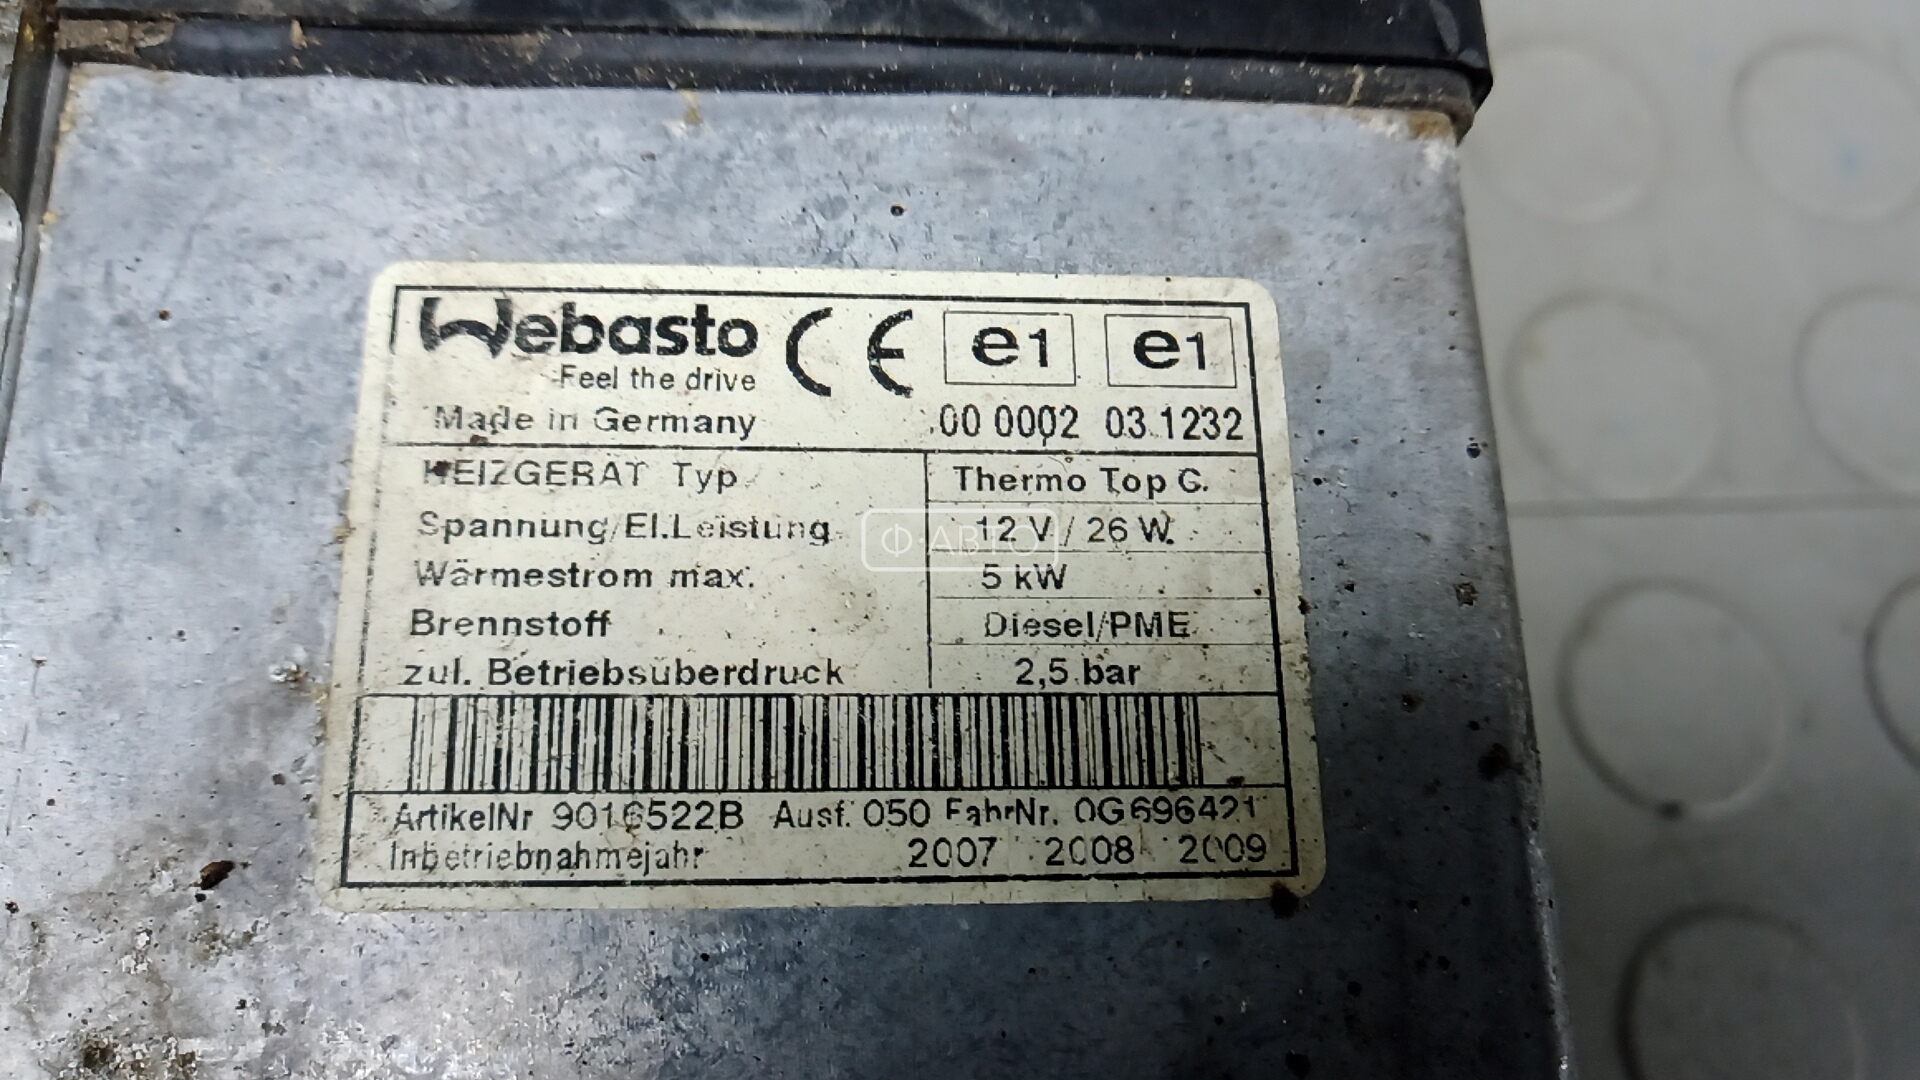 Webasto CE e1 e1
Feel the drive
Made in Germany 00 0002 03 1232
HEIZGERÄT Typ Thermo Top G.
Spannung/El.Leistung 12 V / 26 W.
Wärmestrom max. 5 kW
Brennstoff Diesel/PME
zul. Betriebsüberdruck 2,5 bar
ArtikelNr 9016522B Ausf. 050 FahrNr. 0G696421
Inbetriebnahmejahr 2007 2008 2009
Ф·АВТО